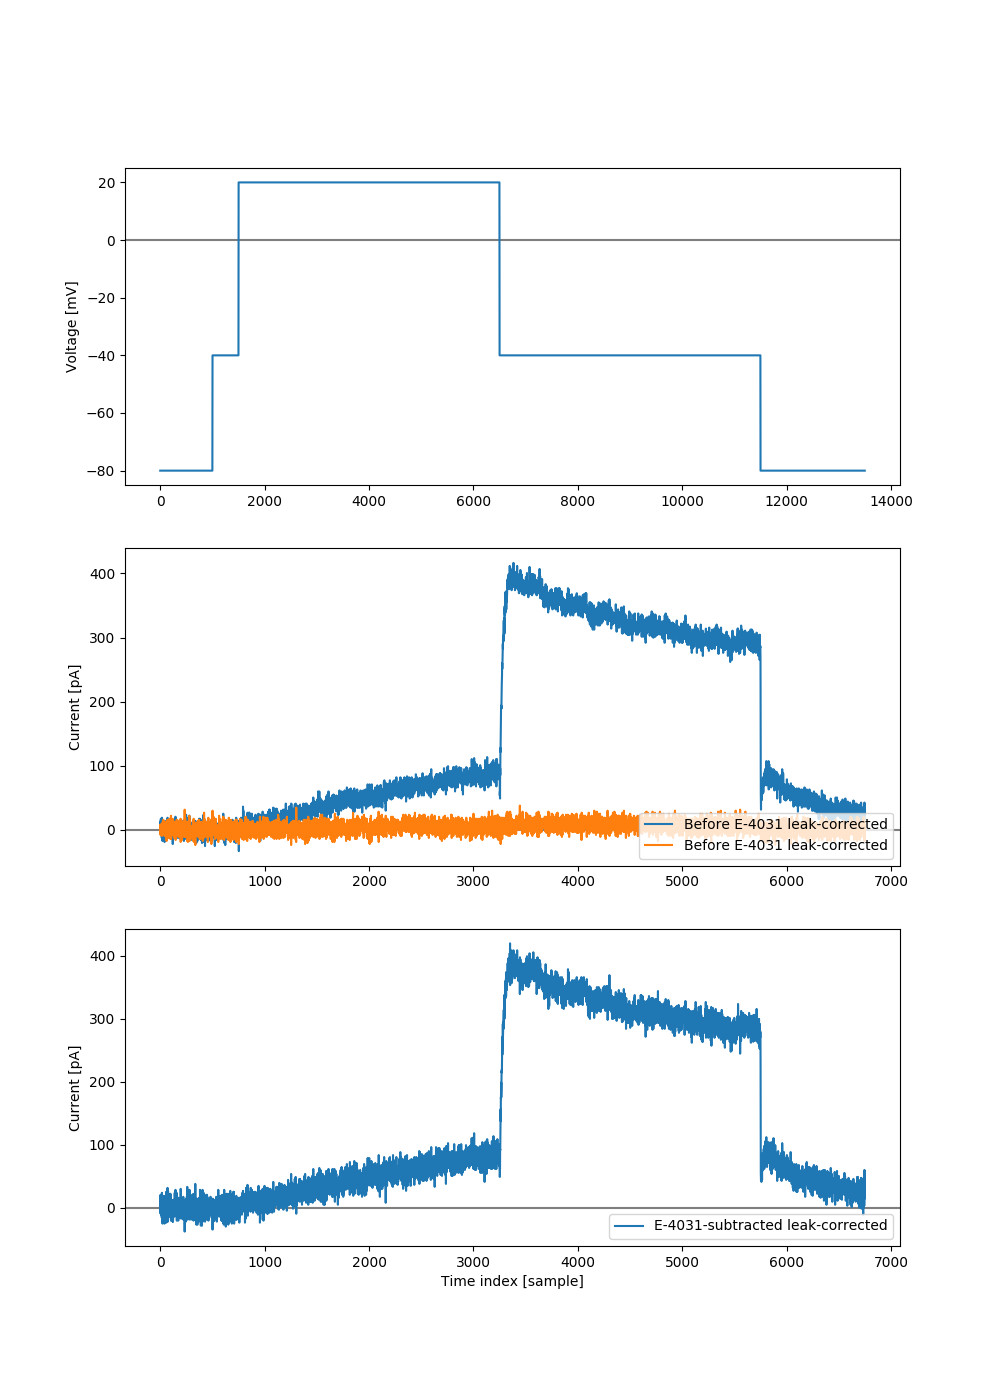 Voltage [mV]
20
0
−20
−40
−60
−80
0 2000 4000 6000 8000 10000 12000 14000
Current [pA]
400
300
200
100
0
Before E-4031 leak-corrected
Before E-4031 leak-corrected
0 1000 2000 3000 4000 5000 6000 7000
Current [pA]
400
300
200
100
0
E-4031-subtracted leak-corrected
0 1000 2000 3000 4000 5000 6000 7000
Time index [sample]